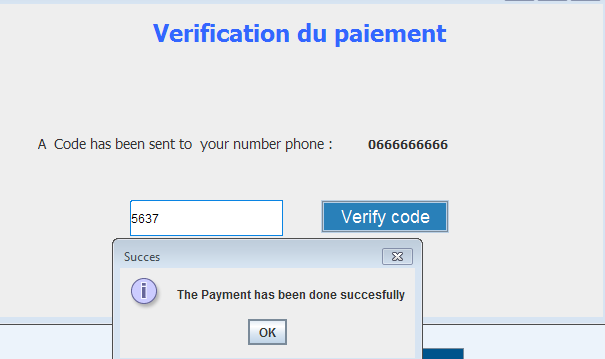 Verification du paiement
A Code has been sent to your number phone : 0666666666
5637
Verify code
Succes
The Payment has been done succesfully
OK